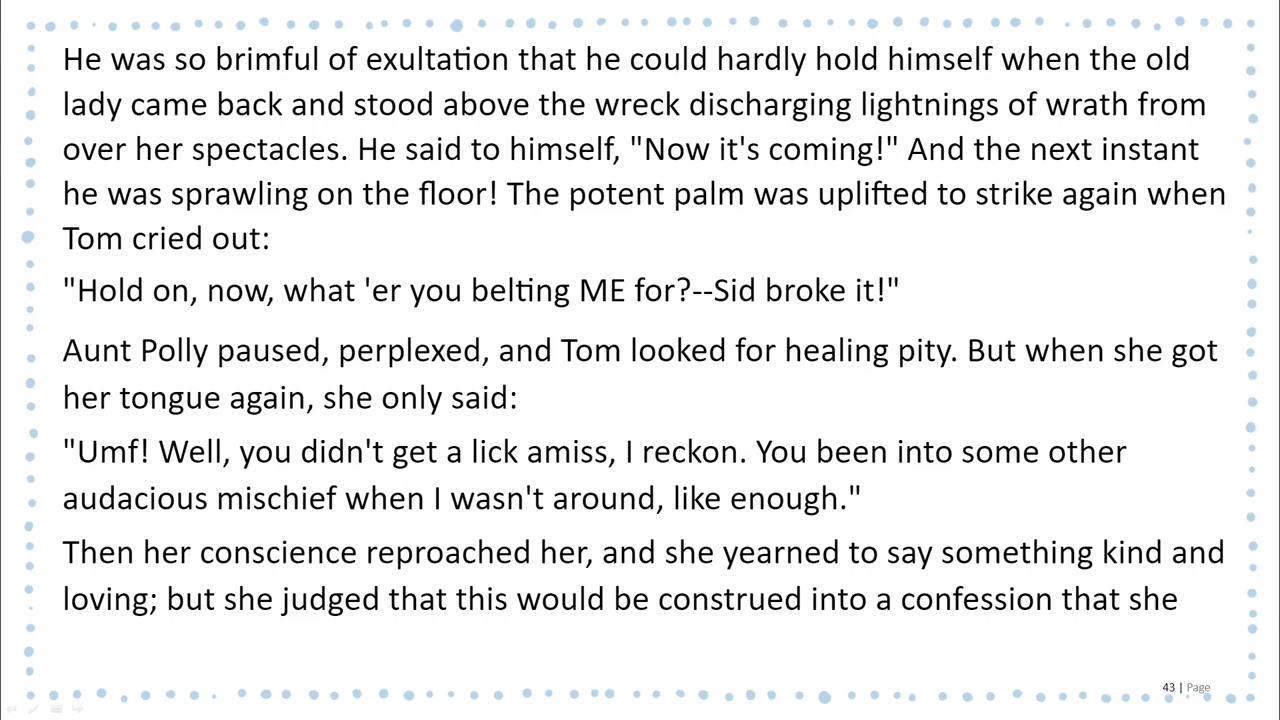 He was so brimful of exultation that he could hardly hold himself when the old
lady came back and stood above the wreck discharging lightnings of wrath from
over her spectacles. He said to himself, "Now it's coming!" And the next instant
he was sprawling on the floor! The potent palm was uplifted to strike again when
Tom cried out:
"Hold on, now, what 'er you belting ME for?--Sid broke it!"
Aunt Polly paused, perplexed, and Tom looked for healing pity. But when she got
her tongue again, she only said:
"Umf! Well, you didn't get a lick amiss, I reckon. You been into some other
audacious mischief when I wasn't around, like enough."
Then her conscience reproached her, and she yearned to say something kind and
loving; but she judged that this would be construed into a confession that she
43 | Page